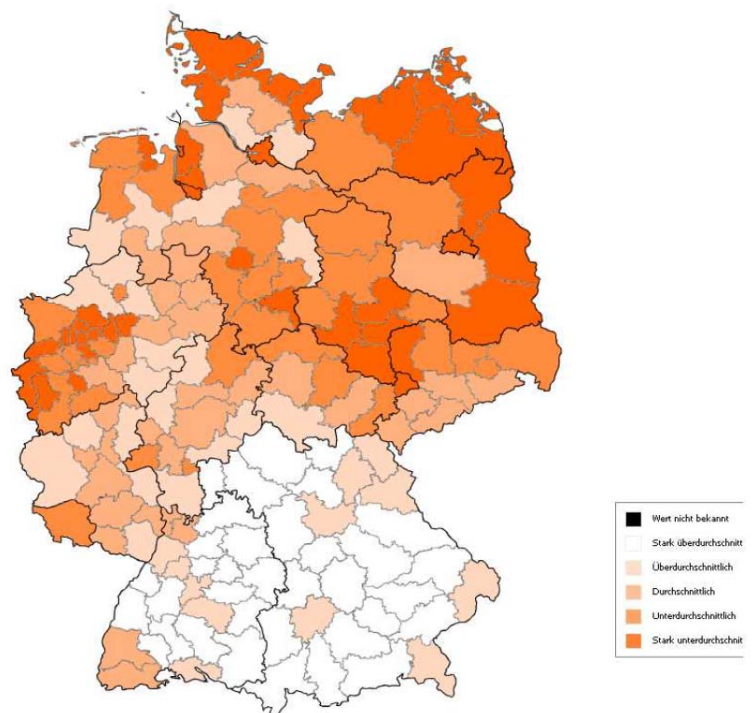 Wert nicht bekannt
Stark überdurchschnitt
Überdurchschnittlich
Durchschnittlich
Unterdurchschnittlich
Stark unterdurchschnit